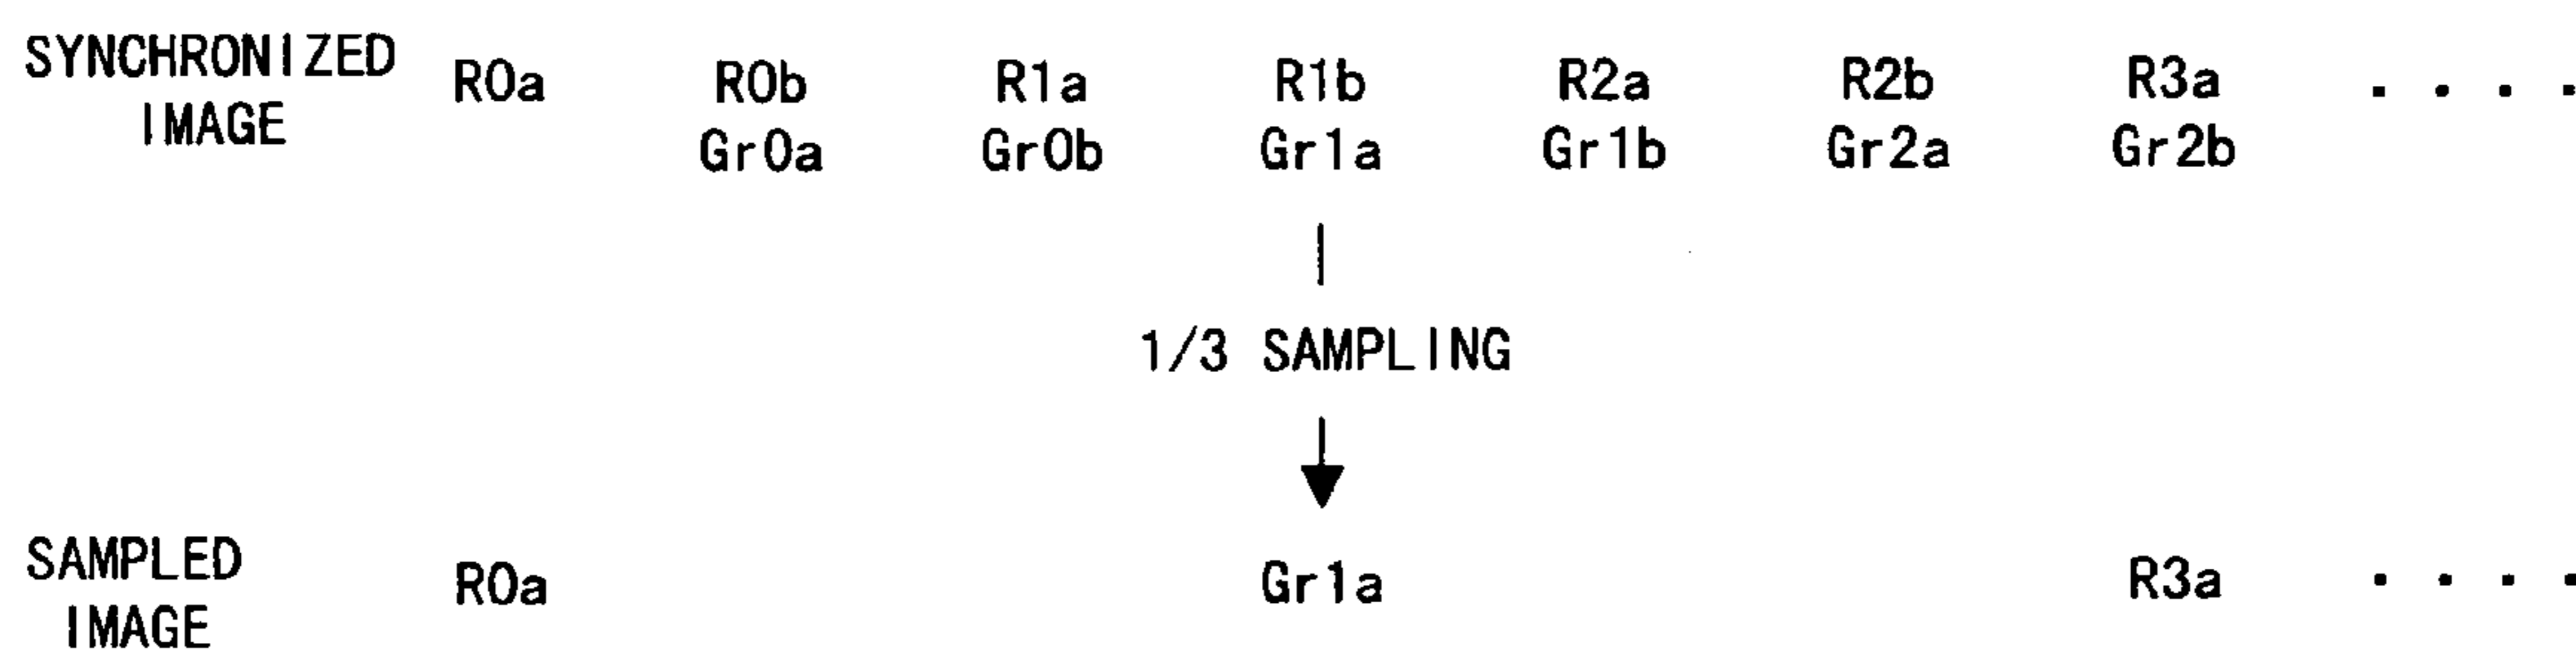 SYNCHRONIZED IMAGE R0a R0b R1a R1b R2a R2b R3a . . . .
Gr0a Gr0b Gr1a Gr1b Gr2a Gr2b
1/3 SAMPLING
SAMPLED IMAGE R0a Gr1a R3a . . . .